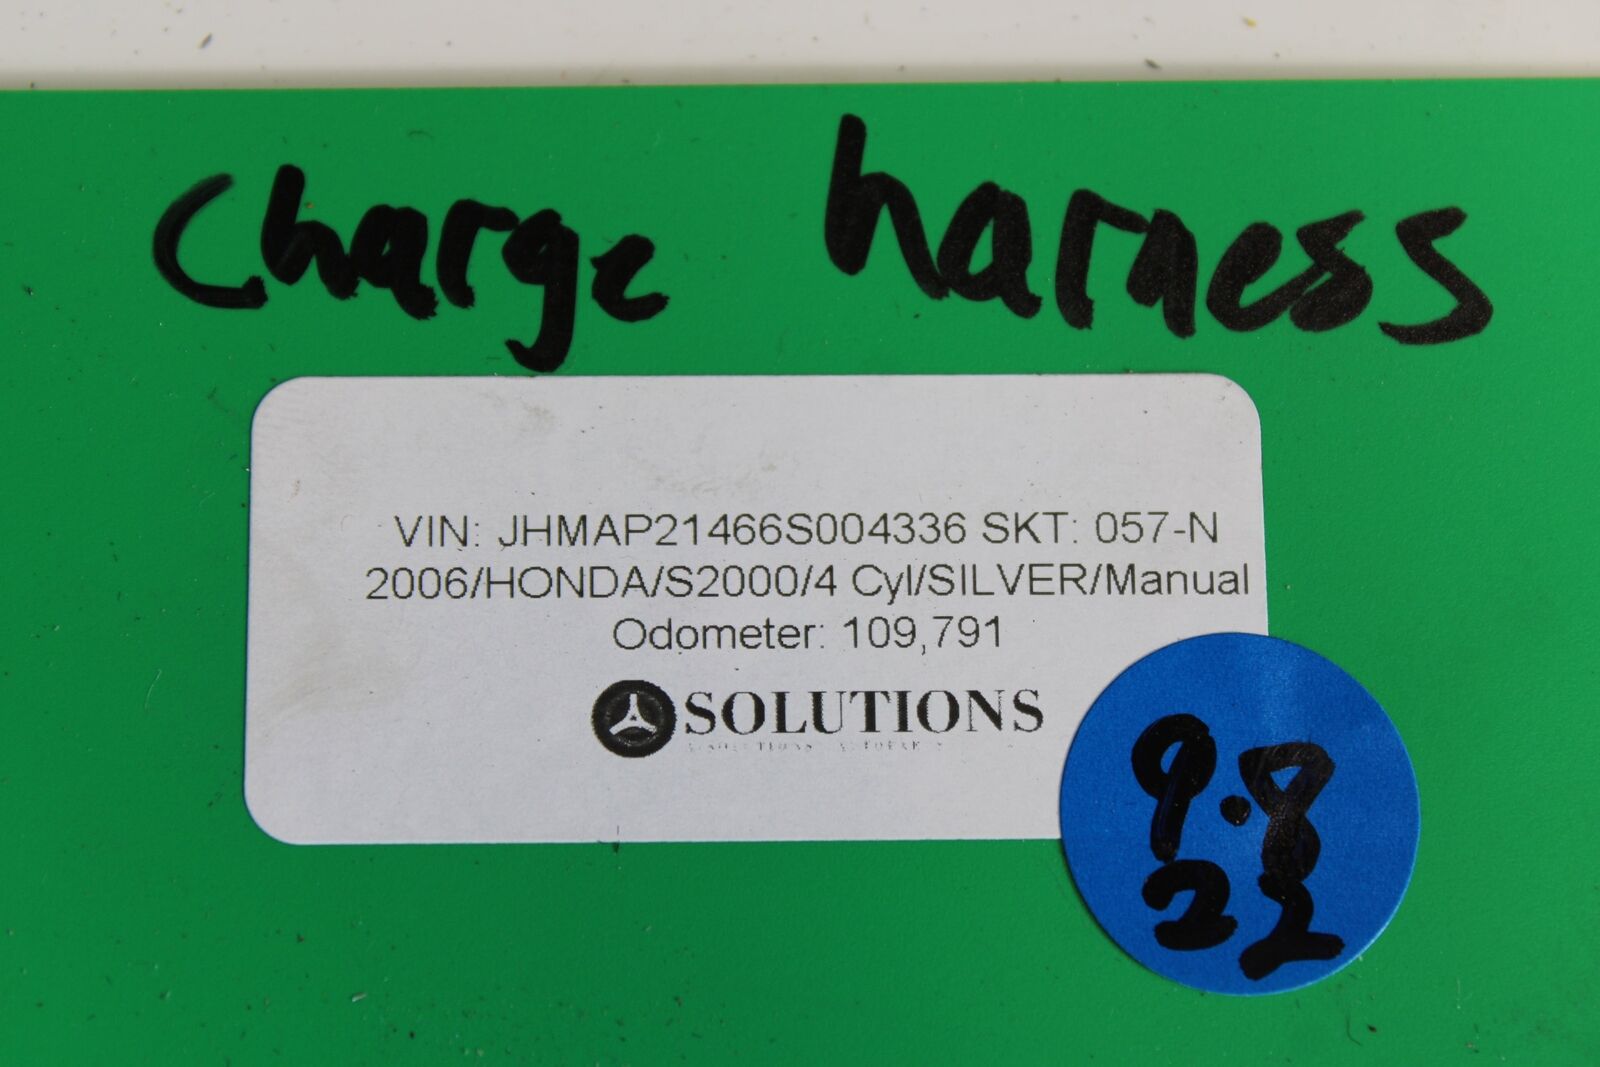 charge harness
VIN: JHMAP21466S004336 SKT: 057-N
2006/HONDA/S2000/4 Cyl/SILVER/Manual
Odometer: 109,791
SOLUTIONS
9.8
22